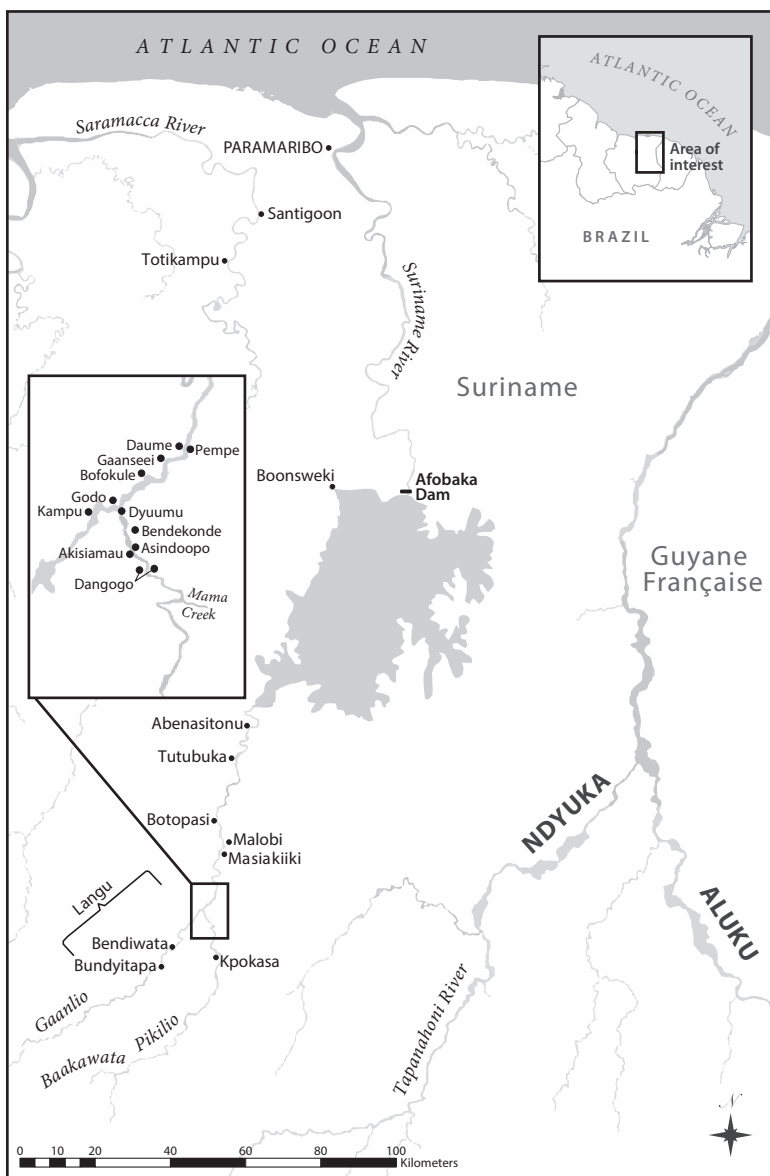 ATLANTIC OCEAN
Saramacca River
PARAMARIBO
Santigoon
Totikampu
Suriname River
ATLANTIC OCEAN
Area of
interest
BRAZIL
Suriname
Daume
Pempe
Gaanseei
Bofokule
Godo
Kampu
Dyuumu
Bendekonde
Asindoopo
Akisiamau
Dangogo
Mama
Creek
Boonsweki
Afobaka
Dam
Guyane
Française
Abenasitonu
Tutubuka
Botopasi
Malobi
Masiakiiki
NDYUKA
ALUKU
Langu
Bendiwata
Bundyitapa
Kpokasa
Gaanlio
Pikilio
Baakawata
Tapanahoni River
N
0 20 40 60 80 100
Kilometers